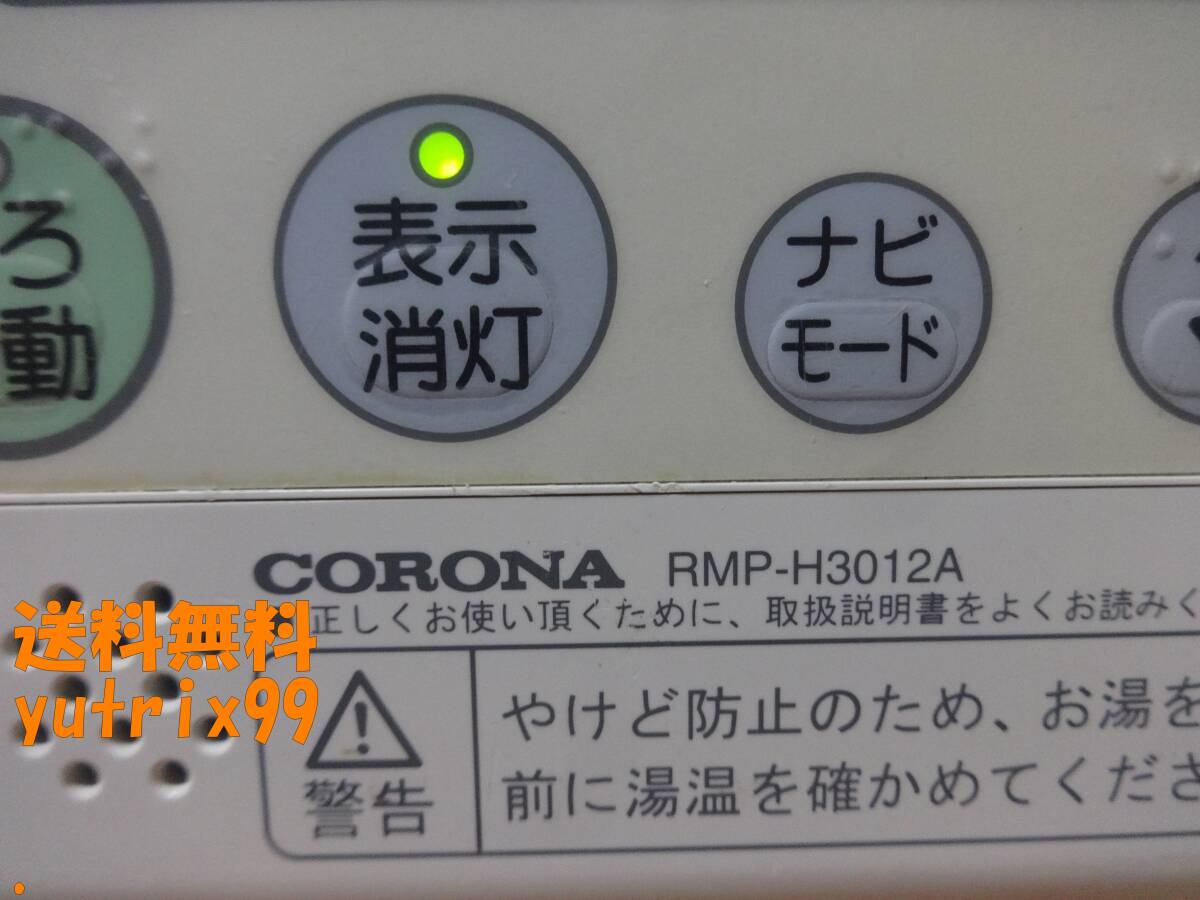 ろ
動
表示
消灯
ナビ
モード
CORONA RMP-H3012A
正しくお使い頂くために、取扱説明書をよくお読みく
送料無料
yutrix99
警告
やけど防止のため、お湯を
前に湯温を確かめてくださ